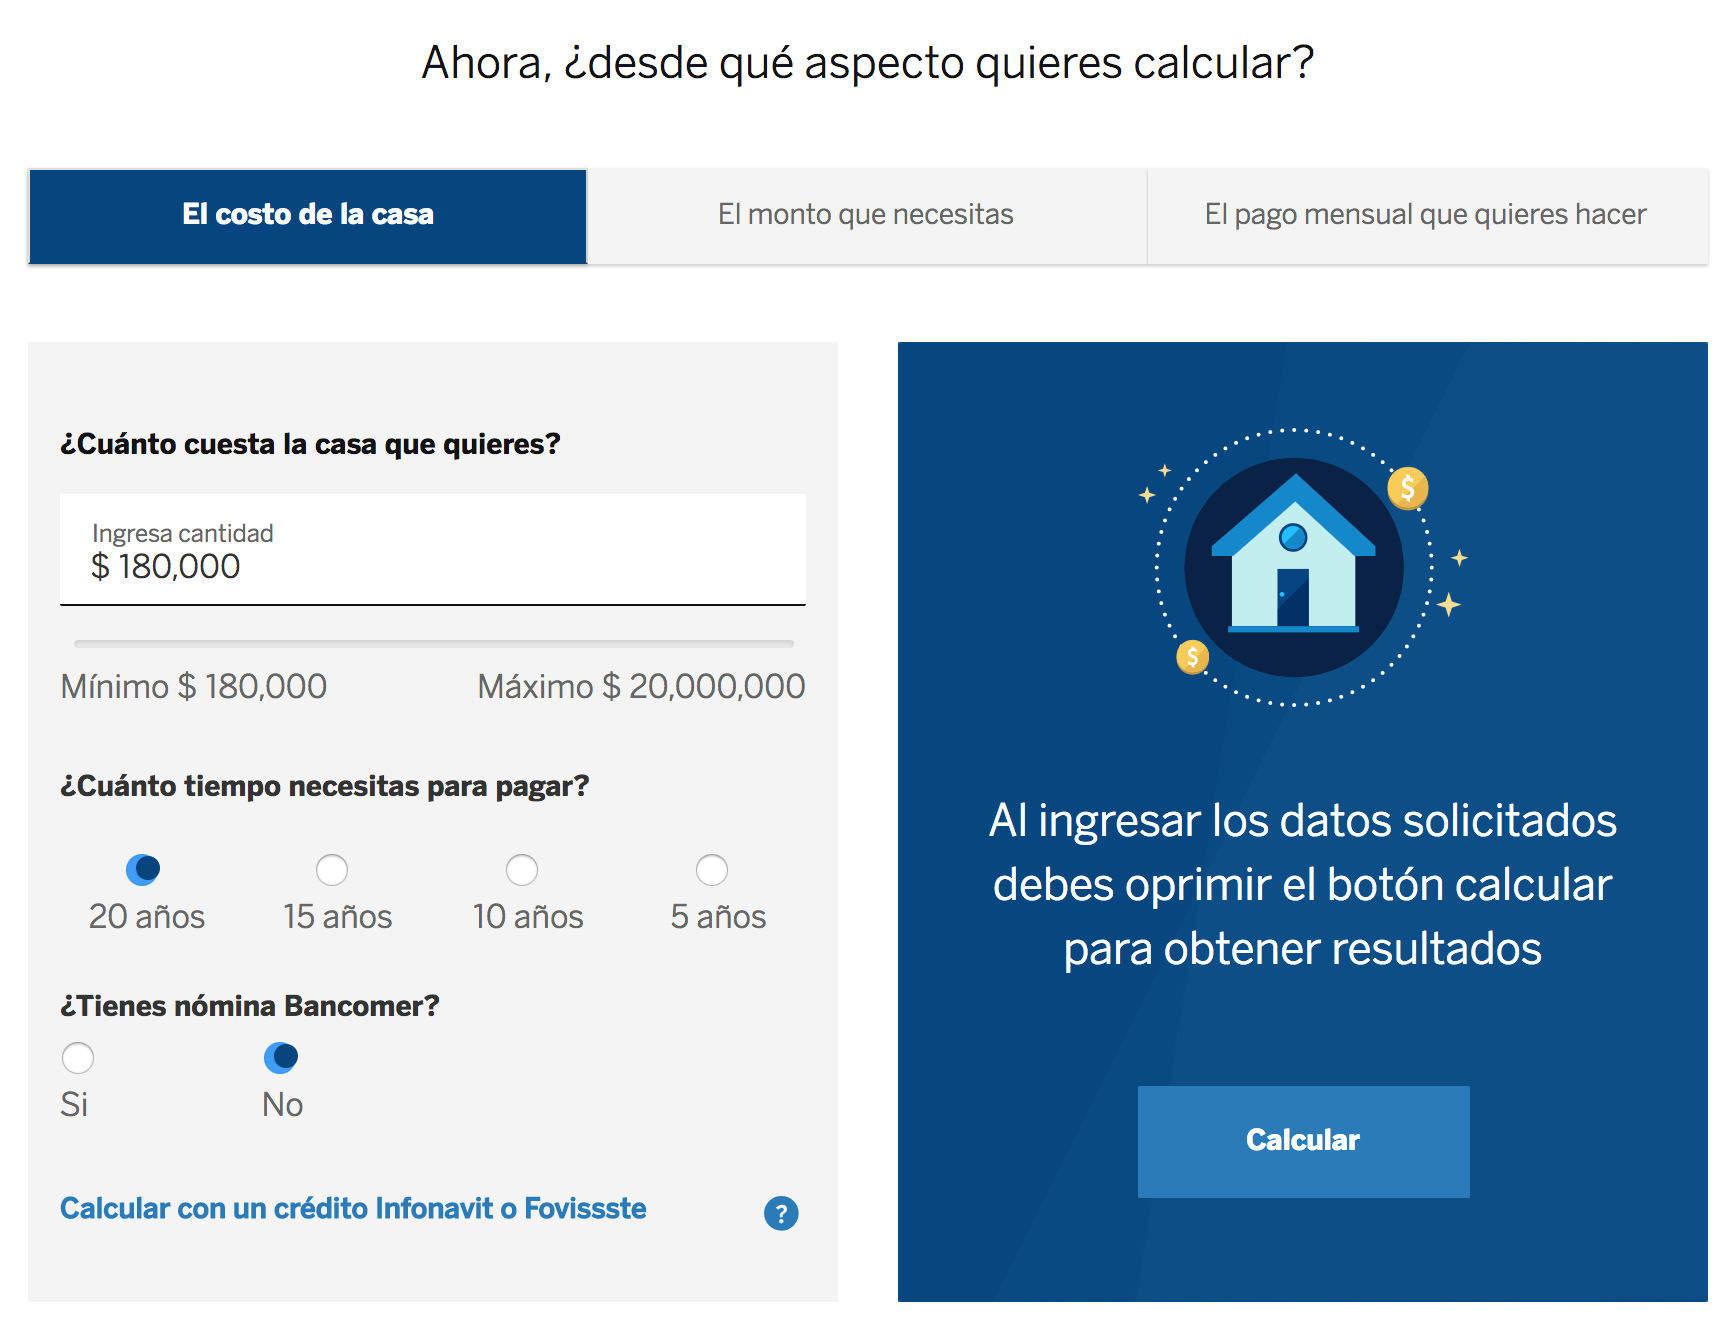 Ahora, ¿desde qué aspecto quieres calcular?
El costo de la casa
El monto que necesitas
El pago mensual que quieres hacer
¿Cuánto cuesta la casa que quieres?
Ingresa cantidad
$ 180,000
Mínimo $ 180,000
Máximo $ 20,000,000
¿Cuánto tiempo necesitas para pagar?
20 años
15 años
10 años
5 años
¿Tienes nómina Bancomer?
Si
No
Calcular con un crédito Infonavit o Fovissste
?
$
$
Al ingresar los datos solicitados
debes oprimir el botón calcular
para obtener resultados
Calcular